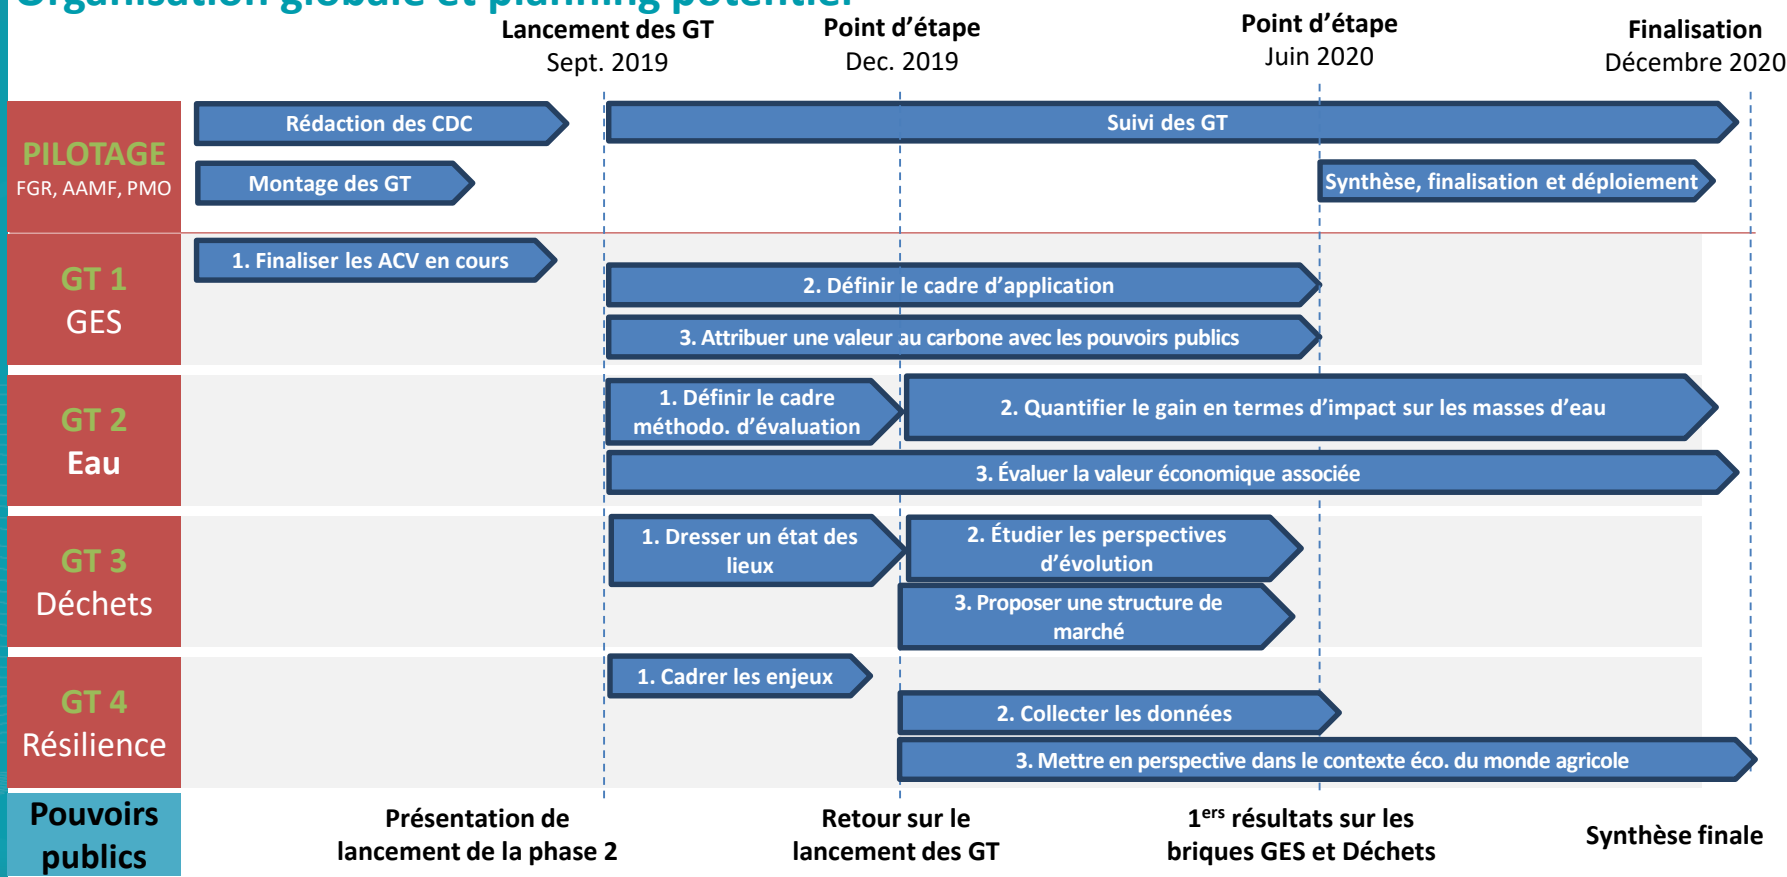 Organisation globale et planning potentiel
Lancement des GT
Sept. 2019
Point d’étape
Dec. 2019
Point d’étape
Juin 2020
Finalisation
Décembre 2020
PILOTAGE
FGR, AAMF, PMO
Rédaction des CDC
Suivi des GT
Montage des GT
Synthèse, finalisation et déploiement
GT 1
GES
1. Finaliser les ACV en cours
2. Définir le cadre d’application
3. Attribuer une valeur au carbone avec les pouvoirs publics
GT 2
Eau
1. Définir le cadre
méthodo. d’évaluation
2. Quantifier le gain en termes d’impact sur les masses d’eau
3. Évaluer la valeur économique associée
GT 3
Déchets
1. Dresser un état des
lieux
2. Étudier les perspectives
d’évolution
3. Proposer une structure de
marché
GT 4
Résilience
1. Cadrer les enjeux
2. Collecter les données
3. Mettre en perspective dans le contexte éco. du monde agricole
Pouvoirs
publics
Présentation de
lancement de la phase 2
Retour sur le
lancement des GT
1ers résultats sur les
briques GES et Déchets
Synthèse finale